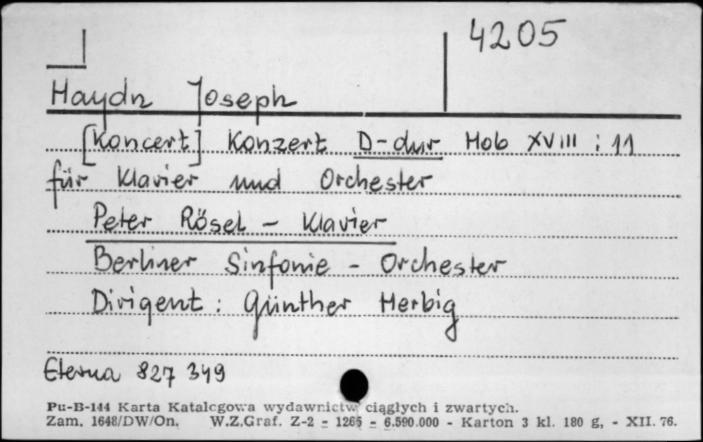 4205
Haydn Joseph
[Koncert] Konzert D-dur Hob XVIII : 11
für Klavier und Orchester
Peter Rösel - Klavier
Berliner Sinfonie - Orchester
Dirigent : Günther Herbig
Eterna 827 349
Pu-B-144 Karta Katalogowa wydawnictw ciągłych i zwartych.
Zam. 1648/DW/On. W.Z.Graf. Z-2 - 1265 - 6.590.000 - Karton 3 kl. 180 g, - XII. 76.